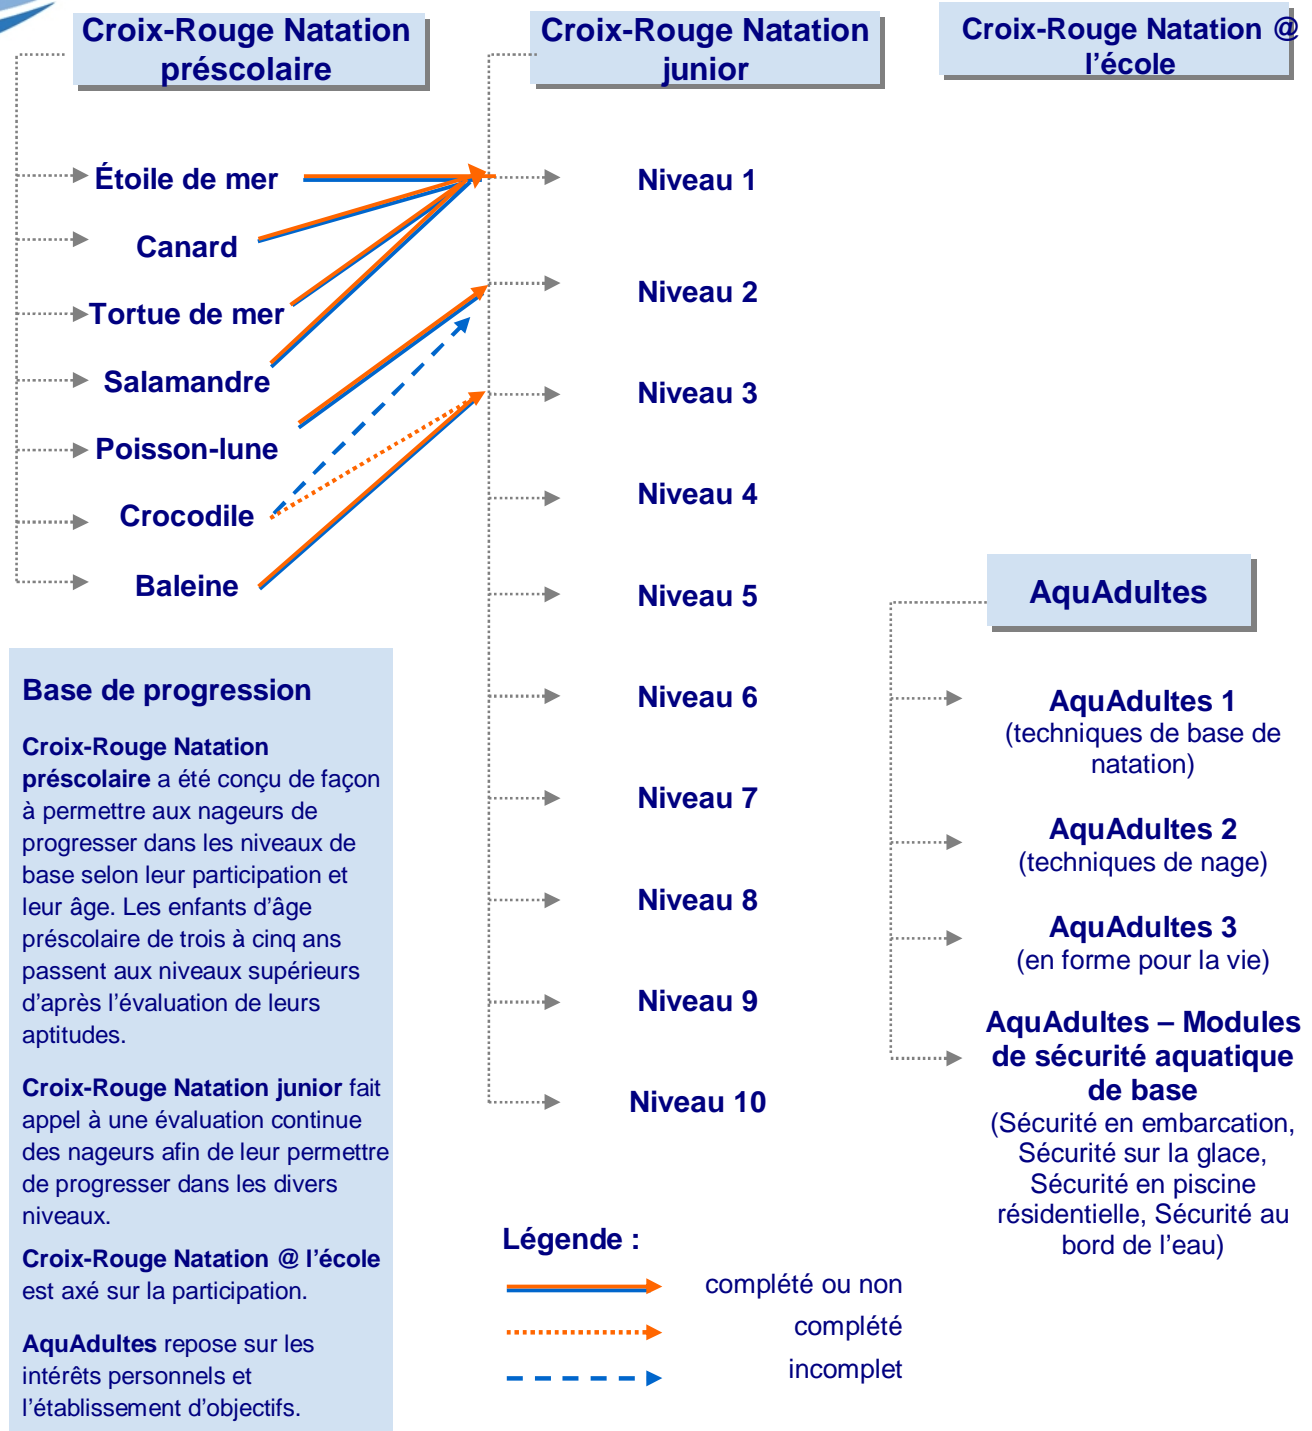 Croix-Rouge Natation
préscolaire
Étoile de mer
Canard
Tortue de mer
Salamandre
Poisson-lune
Crocodile
Baleine
Croix-Rouge Natation
junior
Niveau 1
Niveau 2
Niveau 3
Niveau 4
Niveau 5
Niveau 6
Niveau 7
Niveau 8
Niveau 9
Niveau 10
Croix-Rouge Natation @
l’école
AquAdultes
AquAdultes 1
(techniques de base de
natation)
AquAdultes 2
(techniques de nage)
AquAdultes 3
(en forme pour la vie)
AquAdultes – Modules
de sécurité aquatique
de base
(Sécurité en embarcation,
Sécurité sur la glace,
Sécurité en piscine
résidentielle, Sécurité au
bord de l’eau)
Base de progression
Croix-Rouge Natation
préscolaire a été conçu de façon
à permettre aux nageurs de
progresser dans les niveaux de
base selon leur participation et
leur âge. Les enfants d’âge
préscolaire de trois à cinq ans
passent aux niveaux supérieurs
d’après l’évaluation de leurs
aptitudes.
Croix-Rouge Natation junior fait
appel à une évaluation continue
des nageurs afin de leur permettre
de progresser dans les divers
niveaux.
Croix-Rouge Natation @ l’école
est axé sur la participation.
AquAdultes repose sur les
intérêts personnels et
l’établissement d’objectifs.
Légende :
complété ou non
complété
incomplet